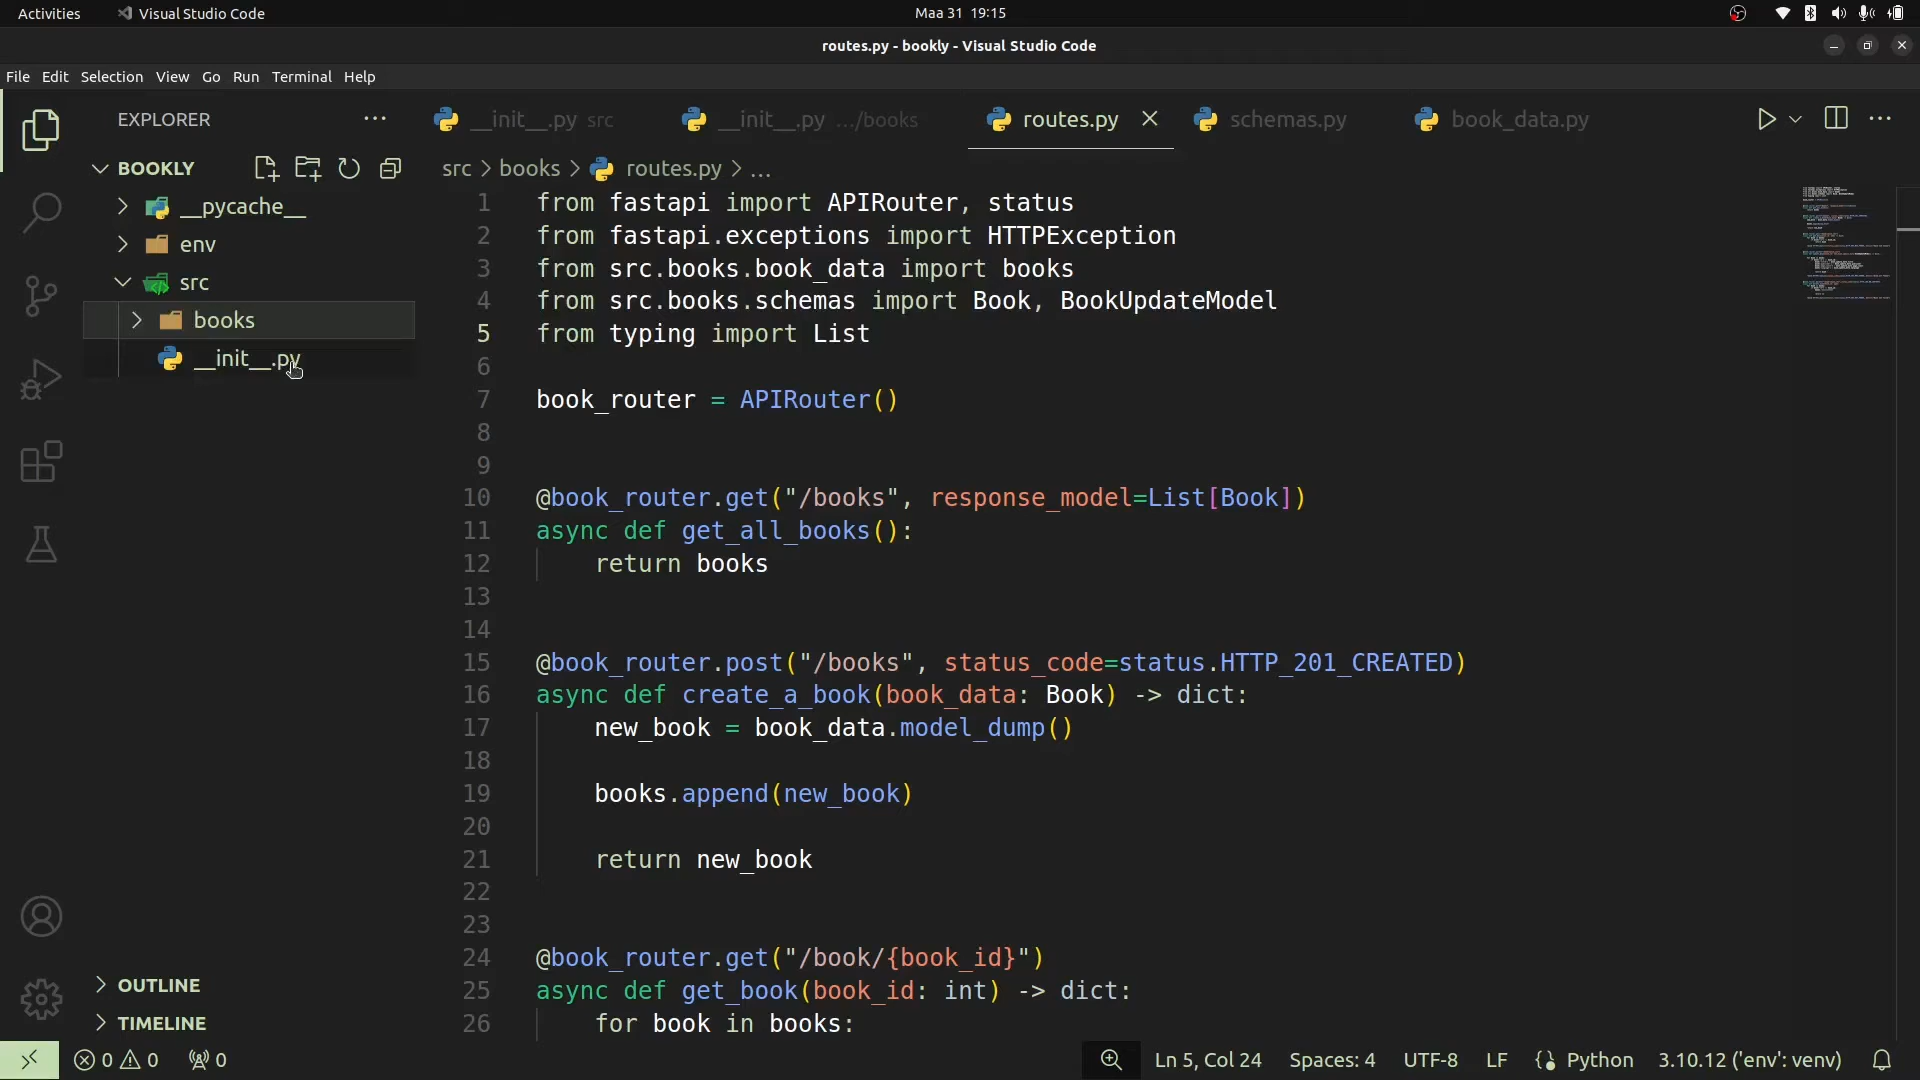 Activities
Visual Studio Code
Maa 31 19:15
routes.py - bookly - Visual Studio Code
File Edit Selection View Go Run Terminal Help
EXPLORER
BOOKLY
__pycache__
env
src
books
__init__.py
OUTLINE
TIMELINE
__init__.py src
__init__.py .../books
routes.py
schemas.py
book_data.py
src > books > routes.py > ...
1 from fastapi import APIRouter, status
2 from fastapi.exceptions import HTTPException
3 from src.books.book_data import books
4 from src.books.schemas import Book, BookUpdateModel
5 from typing import List
6
7 book_router = APIRouter()
8
9
10 @book_router.get("/books", response_model=List[Book])
11 async def get_all_books():
12     return books
13
14
15 @book_router.post("/books", status_code=status.HTTP_201_CREATED)
16 async def create_a_book(book_data: Book) -> dict:
17     new_book = book_data.model_dump()
18
19     books.append(new_book)
20
21     return new_book
22
23
24 @book_router.get("/book/{book_id}")
25 async def get_book(book_id: int) -> dict:
26     for book in books:
0 0 0
Ln 5, Col 24 Spaces: 4 UTF-8 LF Python 3.10.12 ('env': venv)